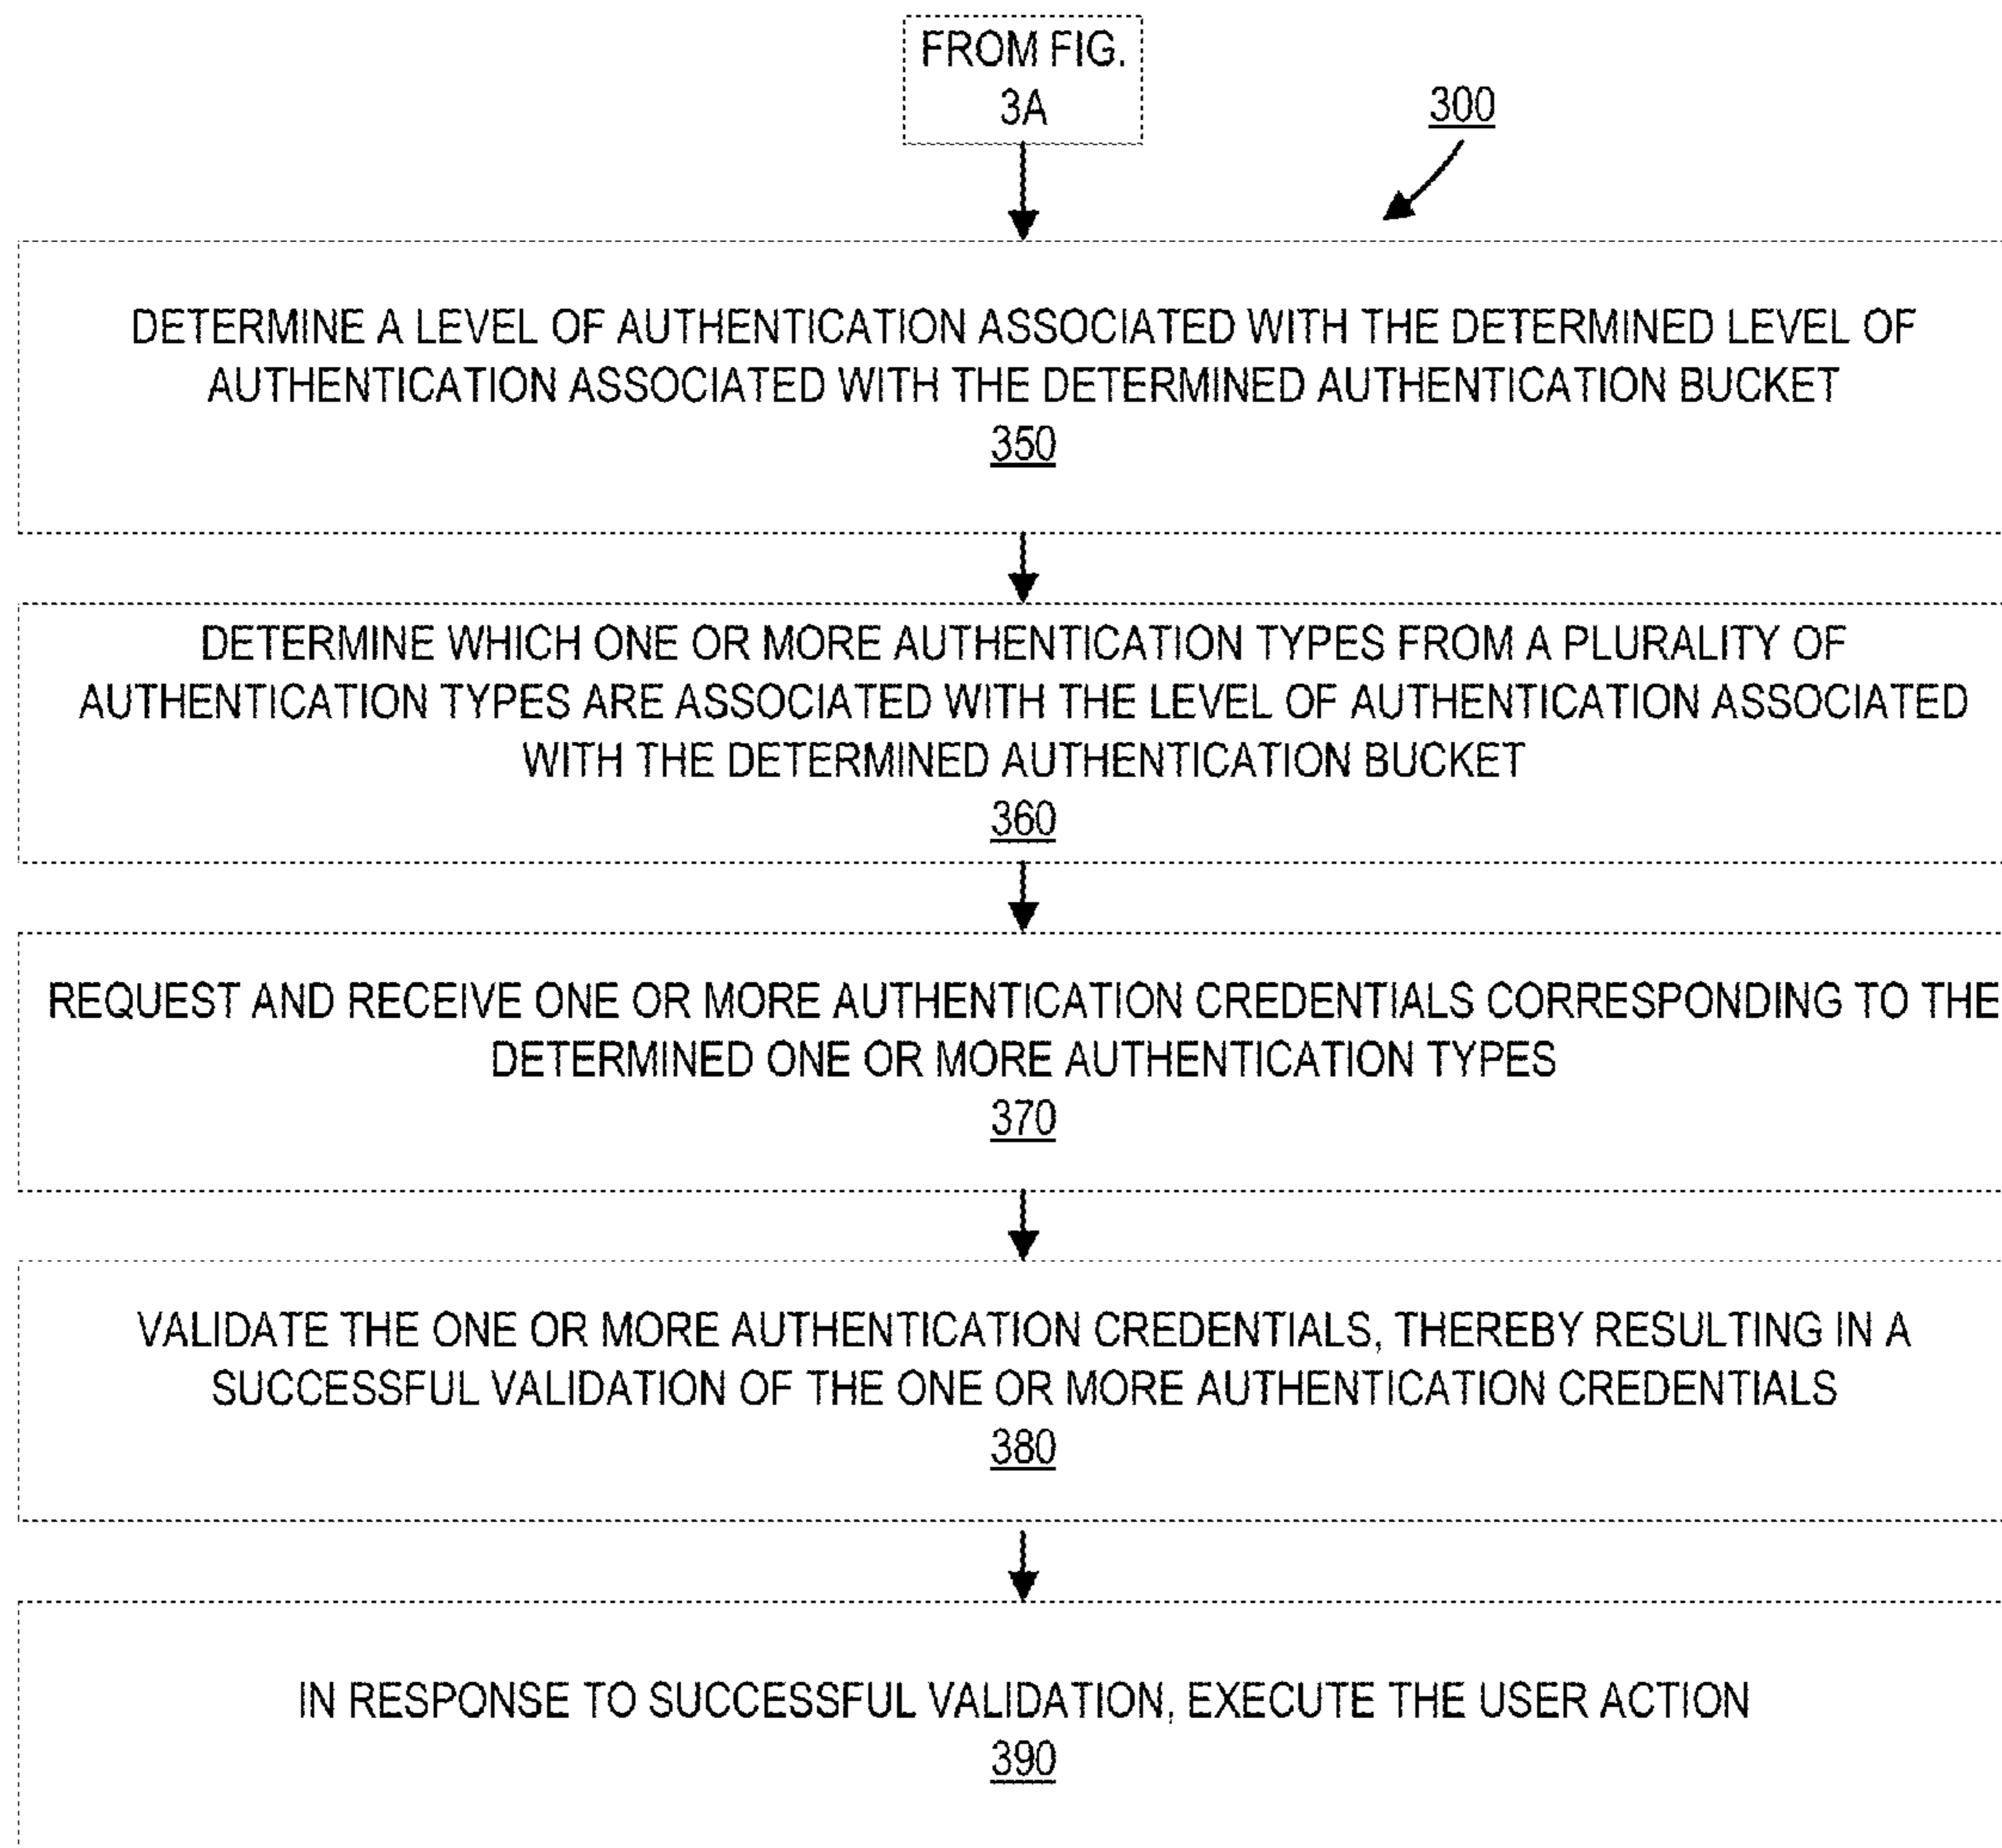 FROM FIG.
3A
300
DETERMINE A LEVEL OF AUTHENTICATION ASSOCIATED WITH THE DETERMINED LEVEL OF
AUTHENTICATION ASSOCIATED WITH THE DETERMINED AUTHENTICATION BUCKET
350
DETERMINE WHICH ONE OR MORE AUTHENTICATION TYPES FROM A PLURALITY OF
AUTHENTICATION TYPES ARE ASSOCIATED WITH THE LEVEL OF AUTHENTICATION ASSOCIATED
WITH THE DETERMINED AUTHENTICATION BUCKET
360
REQUEST AND RECEIVE ONE OR MORE AUTHENTICATION CREDENTIALS CORRESPONDING TO THE
DETERMINED ONE OR MORE AUTHENTICATION TYPES
370
VALIDATE THE ONE OR MORE AUTHENTICATION CREDENTIALS, THEREBY RESULTING IN A
SUCCESSFUL VALIDATION OF THE ONE OR MORE AUTHENTICATION CREDENTIALS
380
IN RESPONSE TO SUCCESSFUL VALIDATION, EXECUTE THE USER ACTION
390